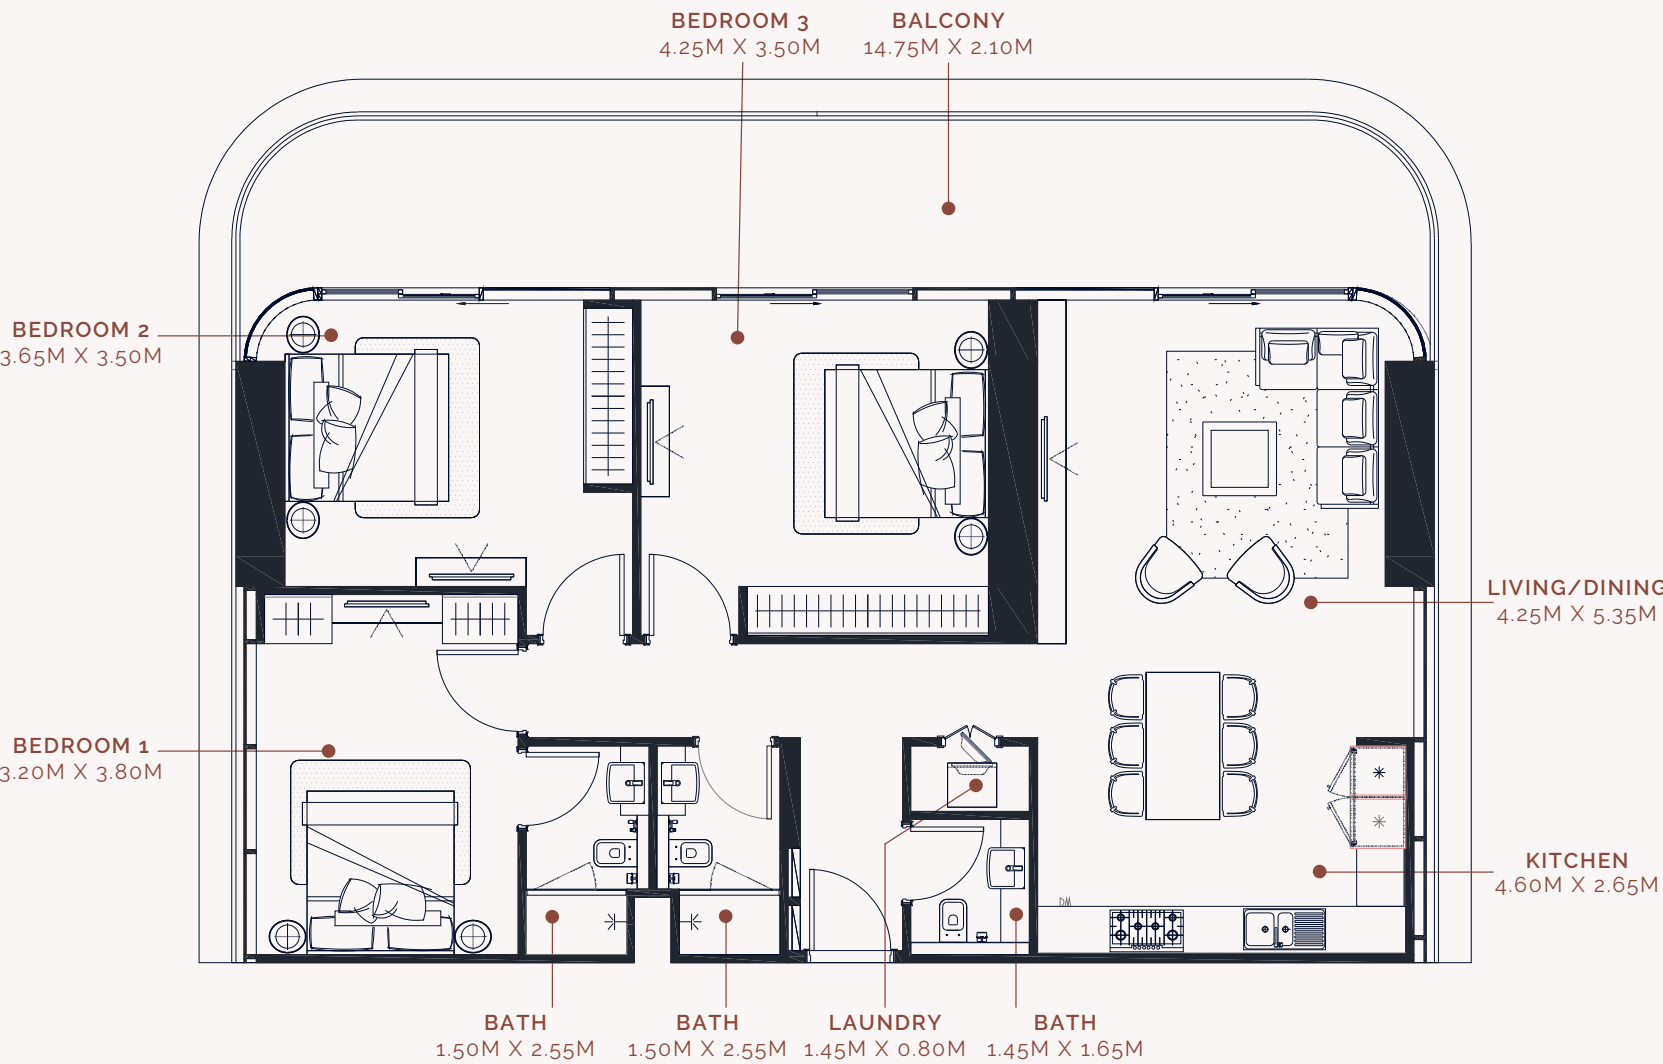 BEDROOM 3
4.25M X 3.50M
BALCONY
14.75M X 2.10M
BEDROOM 2
3.65M X 3.50M
LIVING/DINING
4.25M X 5.35M
BEDROOM 1
3.20M X 3.80M
KITCHEN
4.60M X 2.65M
DM
BATH
1.50M X 2.55M
BATH
1.50M X 2.55M
LAUNDRY
1.45M X 0.80M
BATH
1.45M X 1.65M